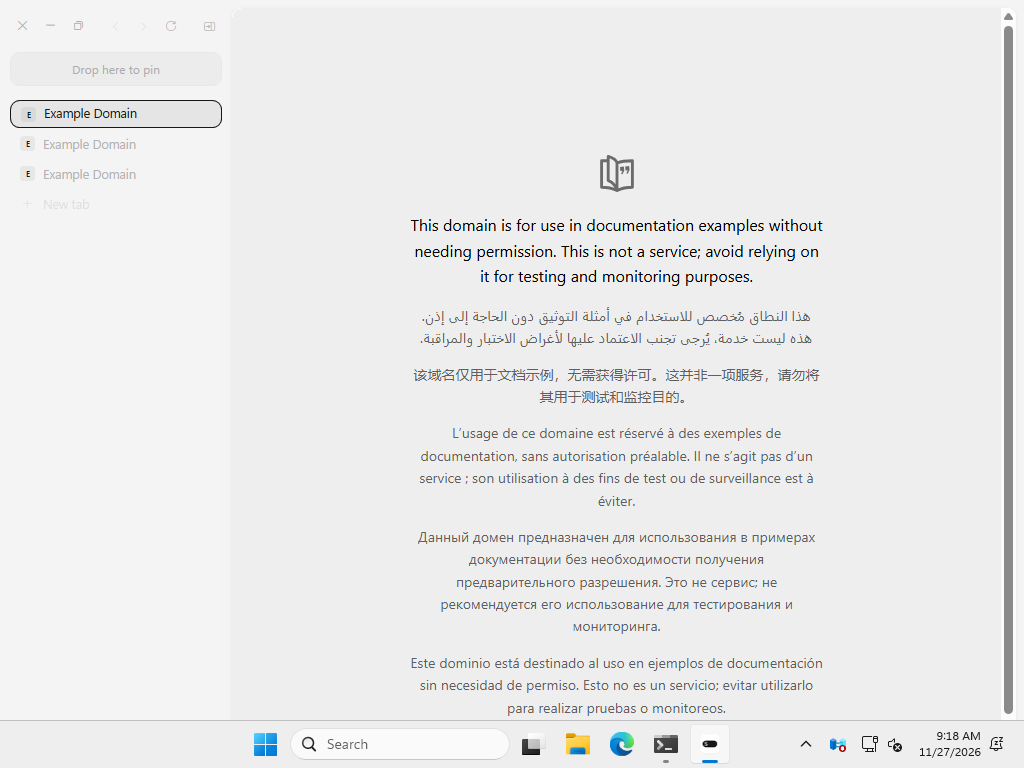 Drop here to pin
E Example Domain
E Example Domain
E Example Domain
+ New tab
This domain is for use in documentation examples without
needing permission. This is not a service; avoid relying on
it for testing and monitoring purposes.
هذا النطاق مُخصص للاستخدام في أمثلة التوثيق دون الحاجة إلى إذن.
هذه ليست خدمة، يُرجى تجنب الاعتماد عليها لأغراض الاختبار والمراقبة.
该域名仅用于文档示例，无需获得许可。这并非一项服务，请勿将
其用于测试和监控目的。
L’usage de ce domaine est réservé à des exemples de
documentation, sans autorisation préalable. Il ne s’agit pas d’un
service ; son utilisation à des fins de test ou de surveillance est à
éviter.
Данный домен предназначен для использования в примерах
документации без необходимости получения
предварительного разрешения. Это не сервис; не
рекомендуется его использование для тестирования и
мониторинга.
Este dominio está destinado al uso en ejemplos de documentación
sin necesidad de permiso. Esto no es un servicio; evitar utilizarlo
para realizar pruebas o monitoreos.
Search
9:18 AM
11/27/2026